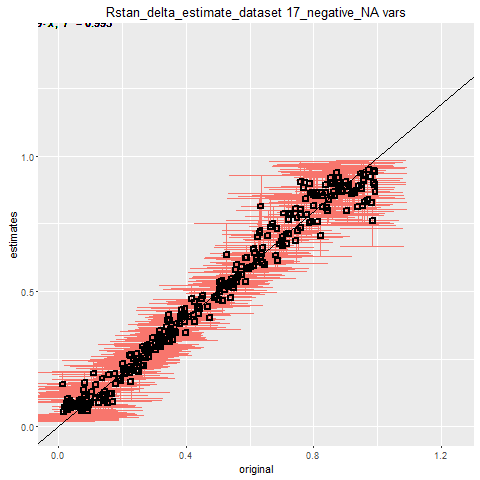 Rstan_delta_estimate_dataset 17_negative_NA vars
1.0
0.5
0.0
estimates
0.0 0.4 0.8 1.2
original